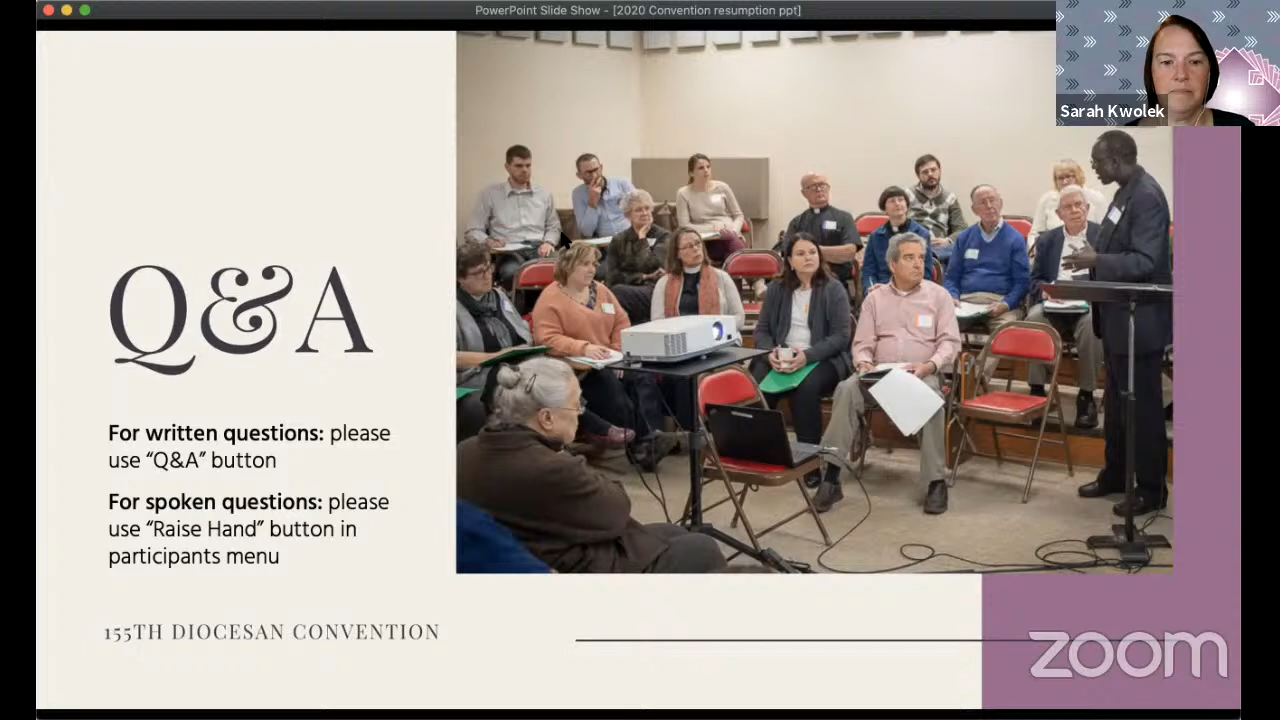 PowerPoint Slide Show - [2020 Convention resumption ppt]
Sarah Kwolek
Q&A
For written questions: please
use “Q&A” button
For spoken questions: please
use “Raise Hand” button in
participants menu
155TH DIOCESAN CONVENTION
zoom